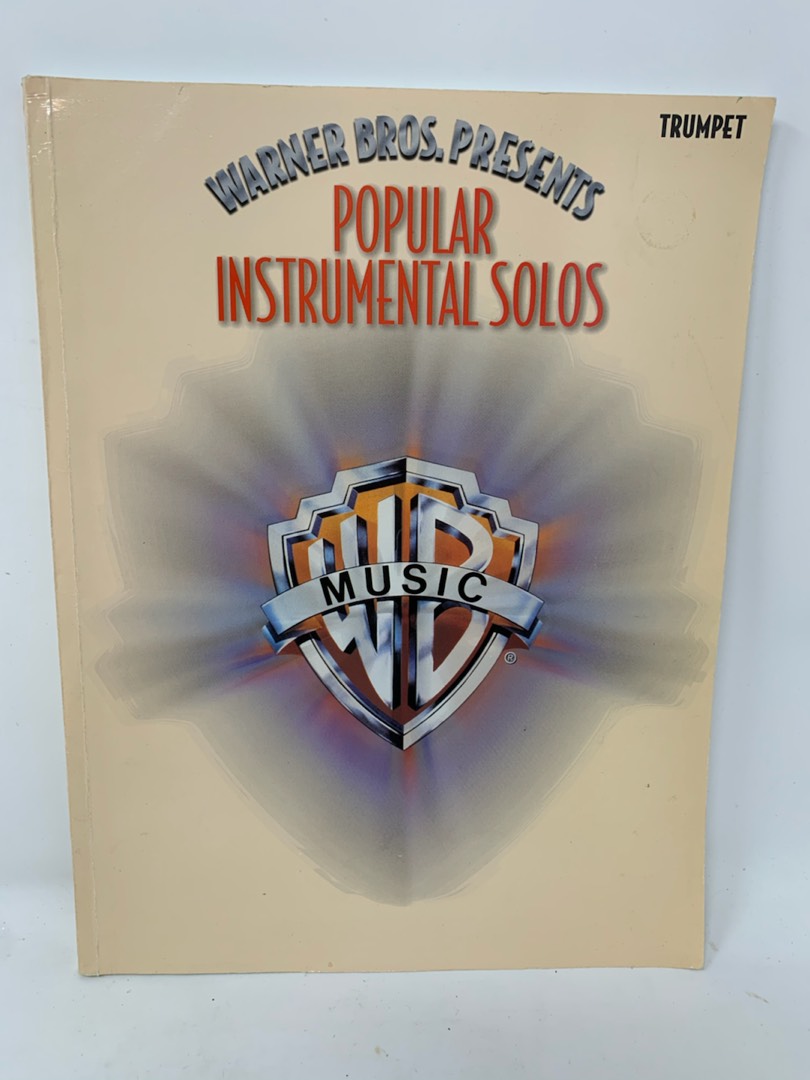 TRUMPET
WARNER BROS. PRESENTS
POPULAR
INSTRUMENTAL SOLOS
WB
MUSIC
®